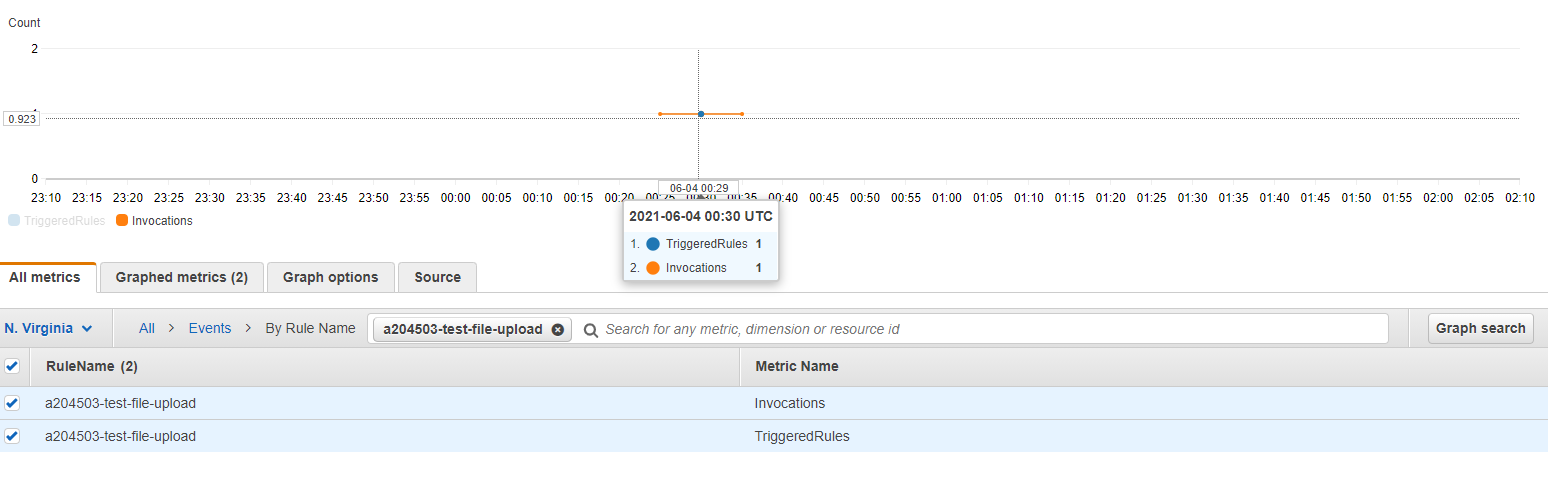 Count
2
1
0.923
0
23:10 23:15 23:20 23:25 23:30 23:35 23:40 23:45 23:50 23:55 00:00 00:05 00:10 00:15 00:20 00:25 00:30 00:35 00:40 00:45 00:50 00:55 01:00 01:05 01:10 01:15 01:20 01:25 01:30 01:35 01:40 01:45 01:50 01:55 02:00 02:05 02:10
06-04 00:29
TriggeredRules Invocations
2021-06-04 00:30 UTC
1. TriggeredRules 1
2. Invocations 1
All metrics Graphed metrics (2) Graph options Source
N. Virginia All > Events > By Rule Name a204503-test-file-upload Search for any metric, dimension or resource id Graph search
RuleName (2) Metric Name
a204503-test-file-upload Invocations
a204503-test-file-upload TriggeredRules